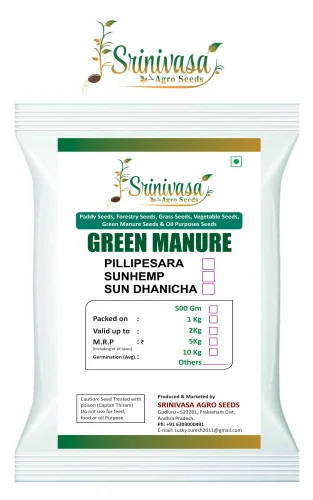 Srinivasa
Agro Seeds
Srinivasa
Agro Seeds
Paddy Seeds, Forestry Seeds, Grass Seeds, Vegetable Seeds,
Green Manure Seeds & Oil Purposes Seeds
GREEN MANURE
PILLIPESARA
SUNHEMP
SUN DHANICHA
Packed on :
Valid up to :
M.R.P : ₹
(Including of all taxes)
Germination (Avg). :
500 Gm
1 Kg
2Kg
5Kg
10 Kg
Others
Caution: Seed Treated with
poison (Captan Thiram)
Do not use for feed,
food or oil Purpose.
Produced & Marketed by
SRINIVASA AGRO SEEDS
Gudluru - 523281, Prakasham Dist,
Andhra Pradesh.
Ph: +91 6303000491
E-mail: Lucky.suresh2011@gmail.com